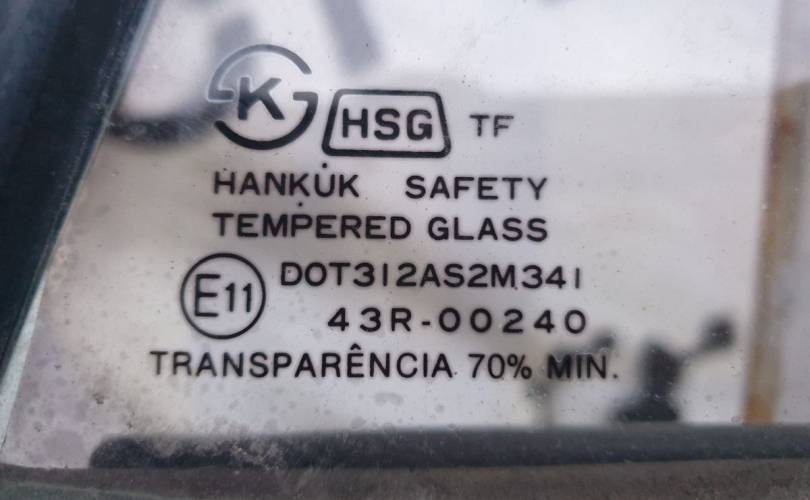 K HSG TF
HANKUK SAFETY
TEMPERED GLASS
E11 DOT312AS2M341
43R-00240
TRANSPARÊNCIA 70% MIN.